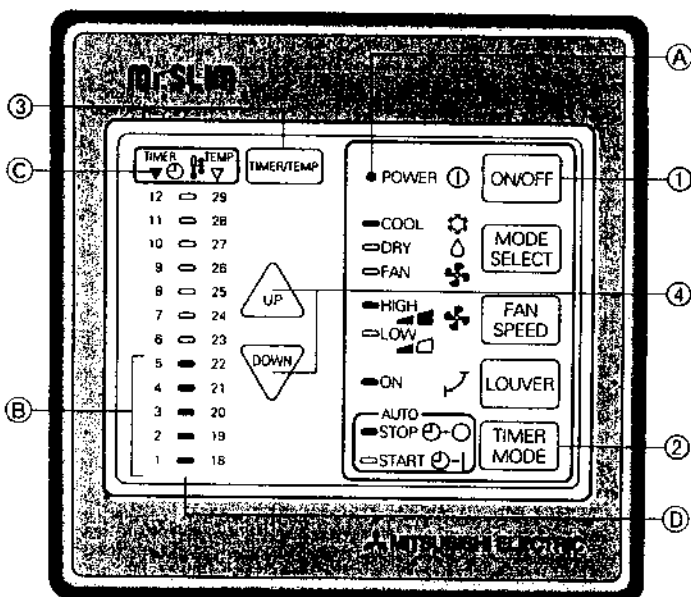 Mr.SLIM
A
3
TIMER TEMP
C
TIMER/TEMP
POWER
ON/OFF
1
12 29
11 28
10 27
9 26
8 25
7 24
6 23
5 22
4 21
3 20
2 19
1 18
B
UP
DOWN
4
COOL
DRY
FAN
MODE
SELECT
HIGH
LOW
FAN
SPEED
ON
LOUVER
AUTO
STOP
START
TIMER
MODE
2
D
MITSUBISHI ELECTRIC